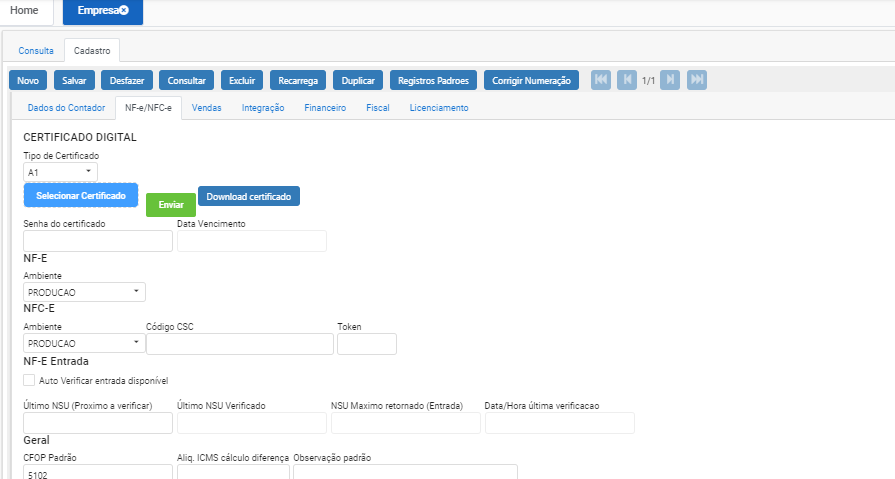 Home Empresa
Consulta Cadastro
Novo Salvar Desfazer Consultar Excluir Recarrega Duplicar Registros Padroes Corrigir Numeração 1/1
Dados do Contador NF-e/NFC-e Vendas Integração Financeiro Fiscal Licenciamento
CERTIFICADO DIGITAL
Tipo de Certificado
A1
Selecionar Certificado Enviar Download certificado
Senha do certificado Data Vencimento
NF-E
Ambiente
PRODUCAO
NFC-E
Ambiente Código CSC Token
PRODUCAO
NF-E Entrada
Auto Verificar entrada disponível
Último NSU (Proximo a verificar) Último NSU Verificado NSU Maximo retornado (Entrada) Data/Hora última verificacao
Geral
CFOP Padrão Aliq. ICMS cálculo diferença Observação padrão
5102